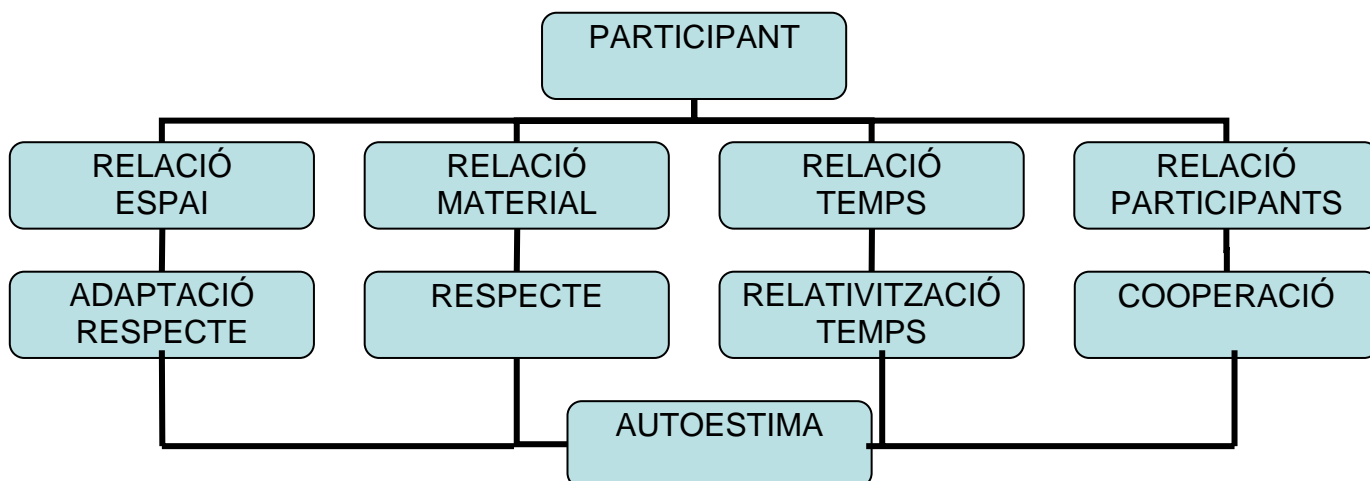 PARTICIPANT
RELACIÓ
ESPAI
RELACIÓ
MATERIAL
RELACIÓ
TEMPS
RELACIÓ
PARTICIPANTS
ADAPTACIÓ
RESPECTE
RESPECTE
RELATIVITZACIÓ
TEMPS
COOPERACIÓ
AUTOESTIMA